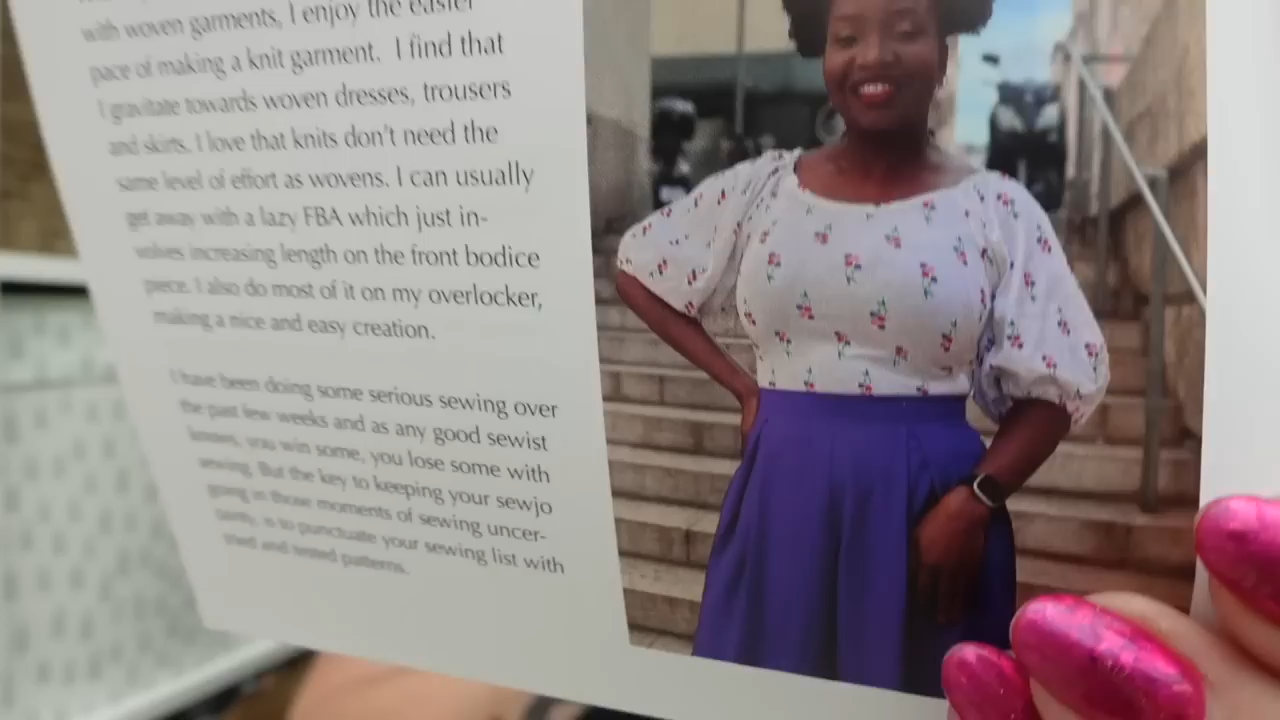 with woven garments, I enjoy the easier
pace of making a knit garment. I find that
I gravitate towards woven dresses, trousers
and skirts. I love that knits don't need the
same level of effort as wovens. I can usually
get away with a lazy FBA which just in-
volves increasing length on the front bodice
piece. I also do most of it on my overlocker,
making a nice and easy creation.
I have been doing some serious sewing over
the past few weeks and as any good sewist
knows, you win some, you lose some with
sewing. But the key to keeping your sewjo
going in those moments of sewing uncer-
tainty, is to punctuate your sewing list with
tried and tested patterns.